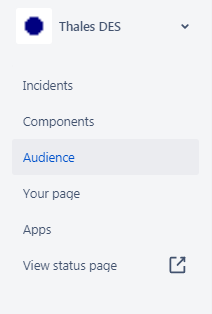 Thales DES
Incidents
Components
Audience
Your page
Apps
View status page